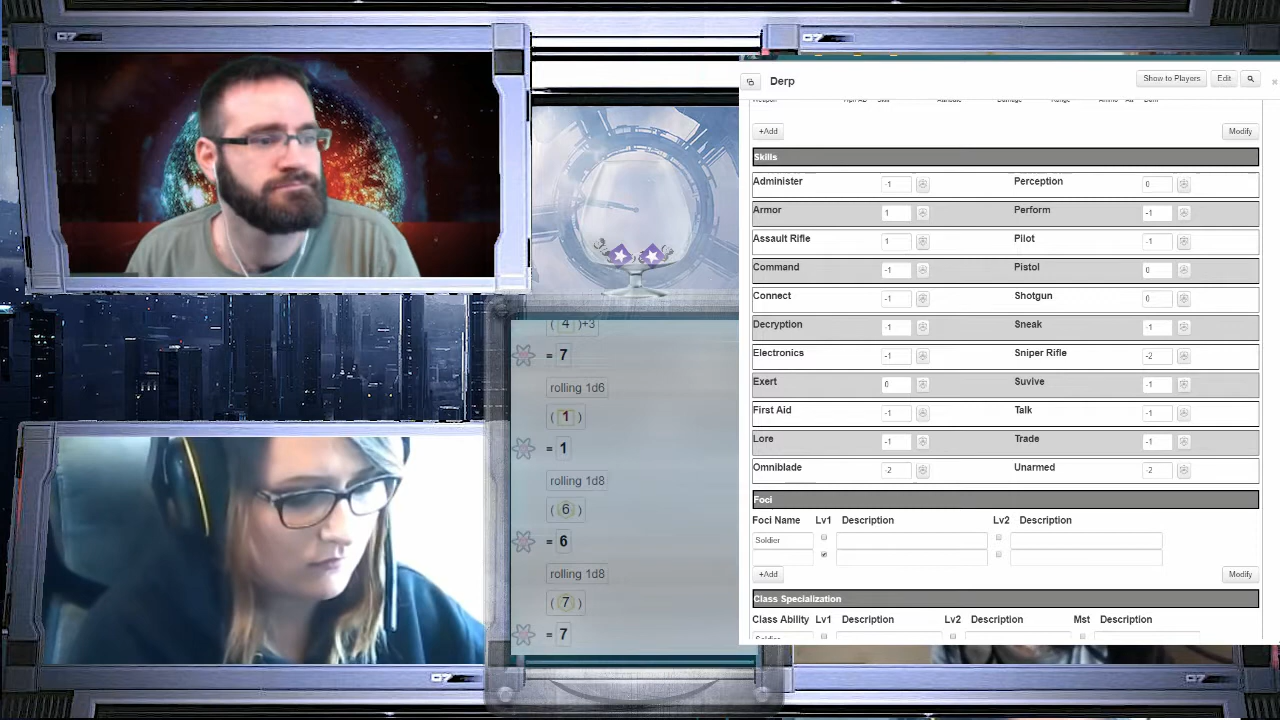 07
07
Derp
Show to Players
Edit
+Add
Modify
Skills
Administer -1 Perception 0
Armor 1 Perform -1
Assault Rifle 1 Pilot -1
Command -1 Pistol 0
Connect -1 Shotgun 0
Decryption -1 Sneak -1
Electronics -1 Sniper Rifle -2
Exert 0 Suvive -1
First Aid -1 Talk -1
Lore -1 Trade -1
Omniblade -2 Unarmed -2
Foci
Foci Name Lv1 Description Lv2 Description
Soldier
+Add
Modify
Class Specialization
Class Ability Lv1 Description Lv2 Description Mst Description
( 4 )+3
= 7
rolling 1d6
( 1 )
= 1
rolling 1d8
( 6 )
= 6
rolling 1d8
( 7 )
= 7
07
07